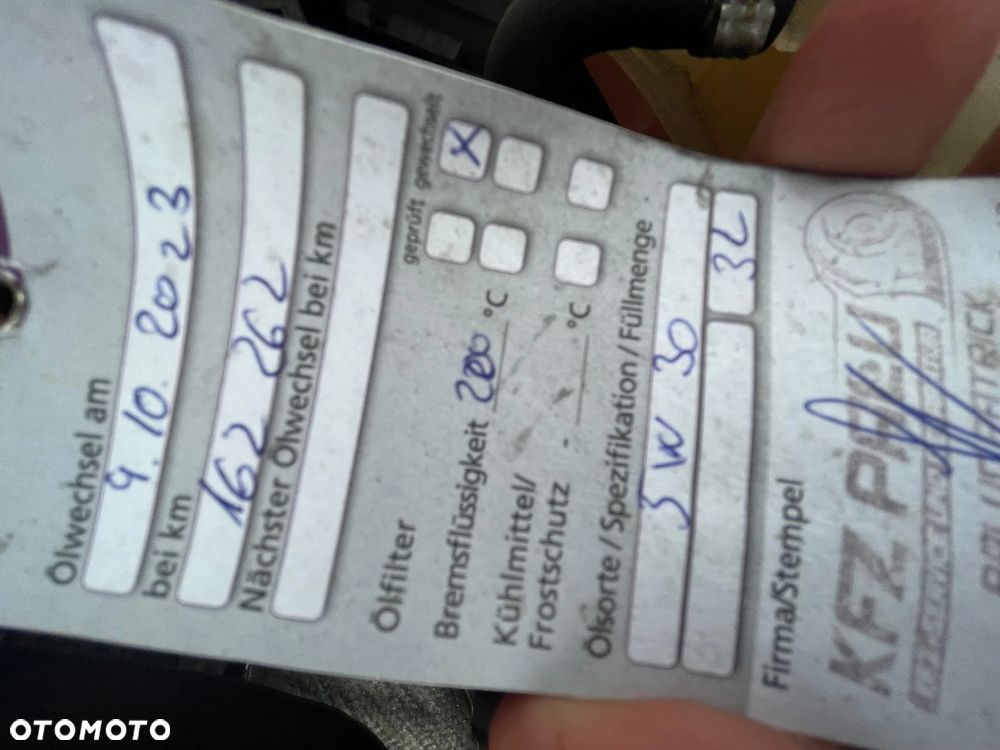 Ölwechsel am
9. 10. 2023
bei km
162 262
Nächster Ölwechsel bei km
geprüft gewechselt
Ölfilter X
Bremsflüssigkeit 200 °C
Kühlmittel/
Frostschutz - °C
Ölsorte / Spezifikation / Füllmenge
5 W 30
3L
Firma/Stempel
KFZ
OTOMOTO